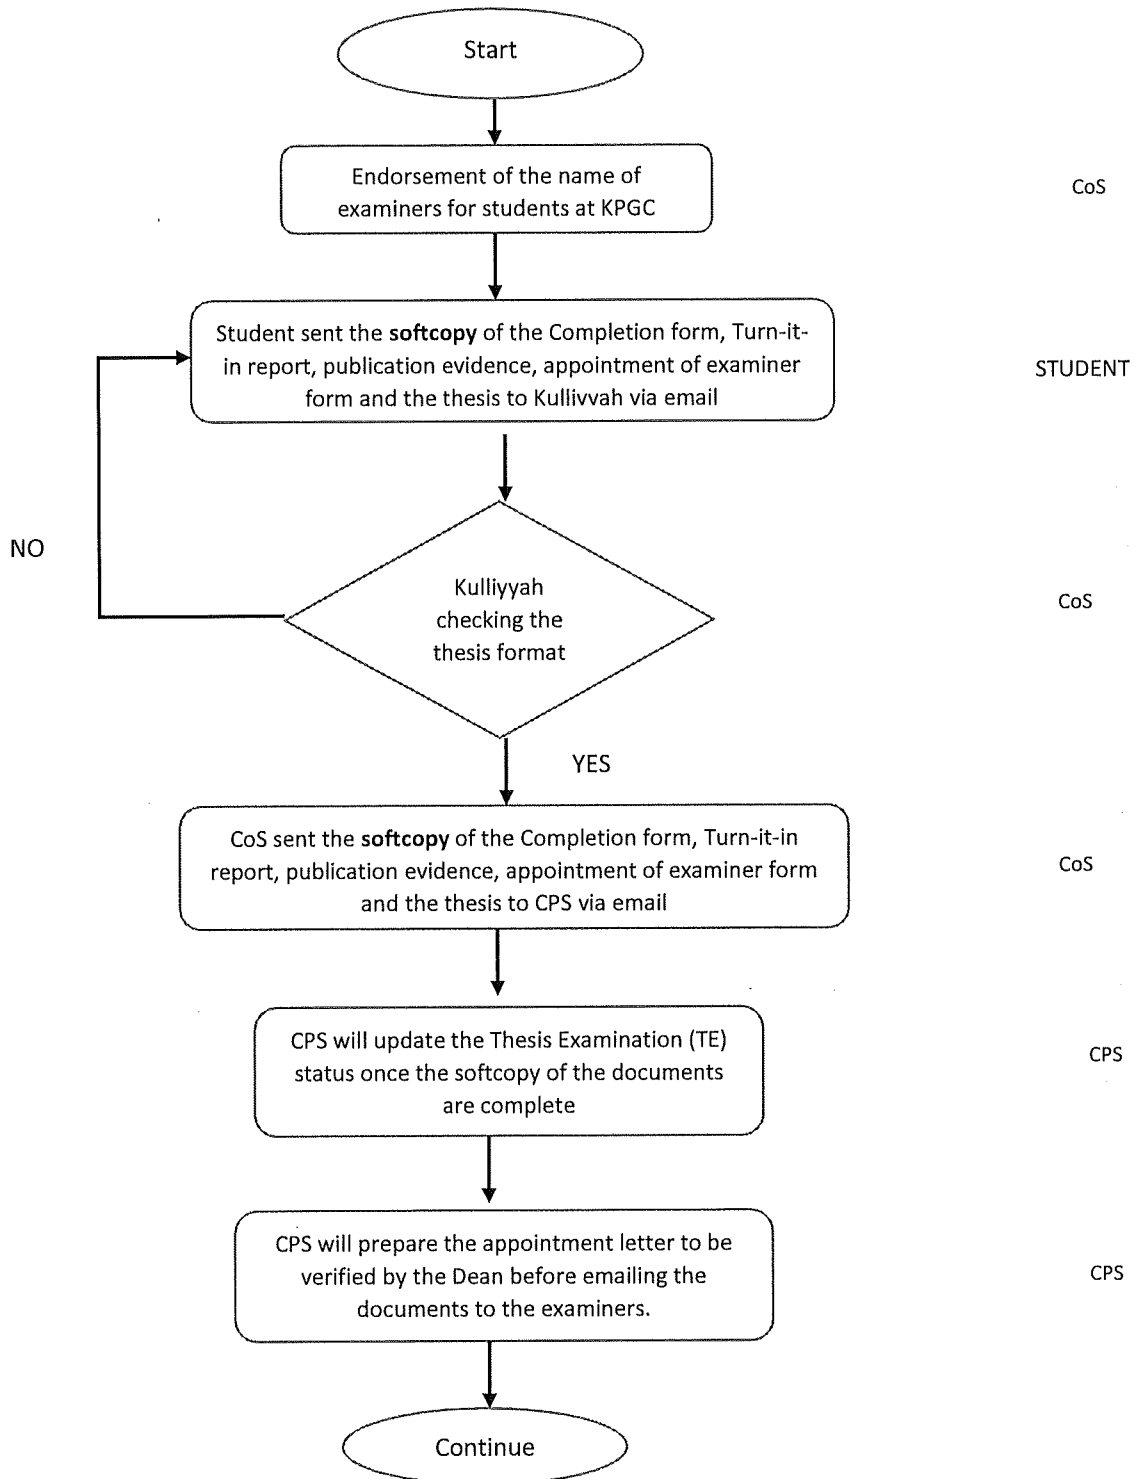 Start
Endorsement of the name of
examiners for students at KPGC
CoS
Student sent the softcopy of the Completion form, Turn-it-
in report, publication evidence, appointment of examiner
form and the thesis to Kullivvah via email
STUDENT
NO
Kulliyyah
checking the
thesis format
CoS
YES
CoS sent the softcopy of the Completion form, Turn-it-in
report, publication evidence, appointment of examiner form
and the thesis to CPS via email
CoS
CPS will update the Thesis Examination (TE)
status once the softcopy of the documents
are complete
CPS
CPS will prepare the appointment letter to be
verified by the Dean before emailing the
documents to the examiners.
CPS
Continue